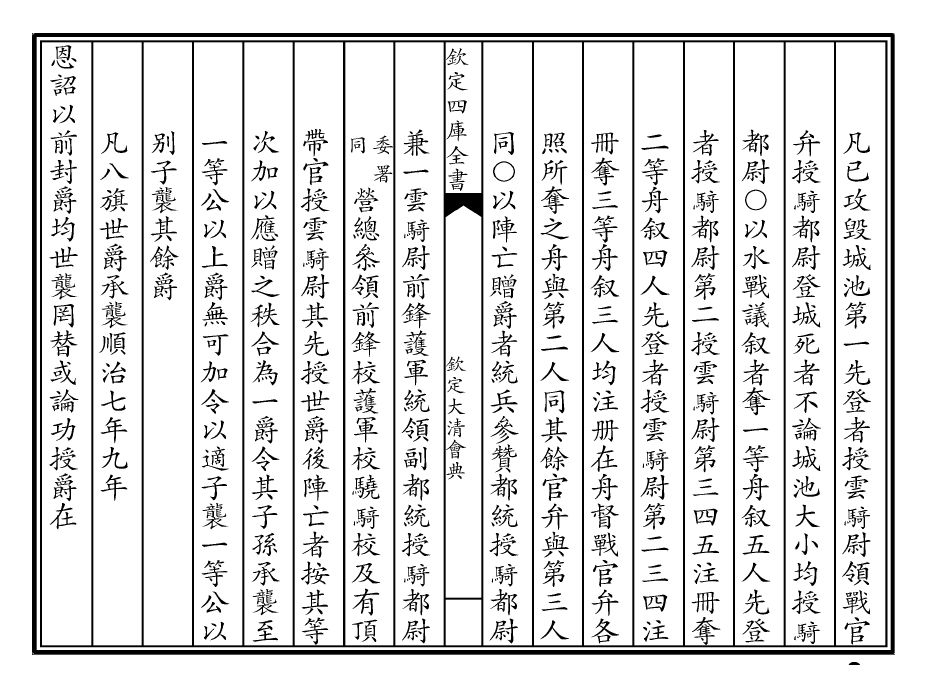 凡已攻毀城池第一先登者授雲騎尉領戰官
弁授騎都尉登城死者不論城池大小均授騎
都尉○以水戰議叙者奪一等舟叙五人先登
者授騎都尉第二授雲騎尉第三四五注冊奪
二等舟叙四人先登者授雲騎尉第二三四注
冊奪三等舟叙三人均注册在舟督戰官弁各
照所奪之舟與第二人同其餘官弁與第三人
同○以陣亡贈爵者統兵參贊都統授騎都尉
欽定四庫全書
欽定大清會典
兼一雲騎尉前鋒護軍統領副都統授騎都尉
委署同營總叅領前鋒校護軍校驍騎校及有頂
帶官授雲騎尉其先授世爵後陣亡者按其等
次加以應贈之秩合為一爵令其子孫承襲至
一等公以上爵無可加令以適子襲一等公以
别子襲其餘爵
凡八旗世爵承襲順治七年九年
恩詔以前封爵均世襲罔替或論功授爵在